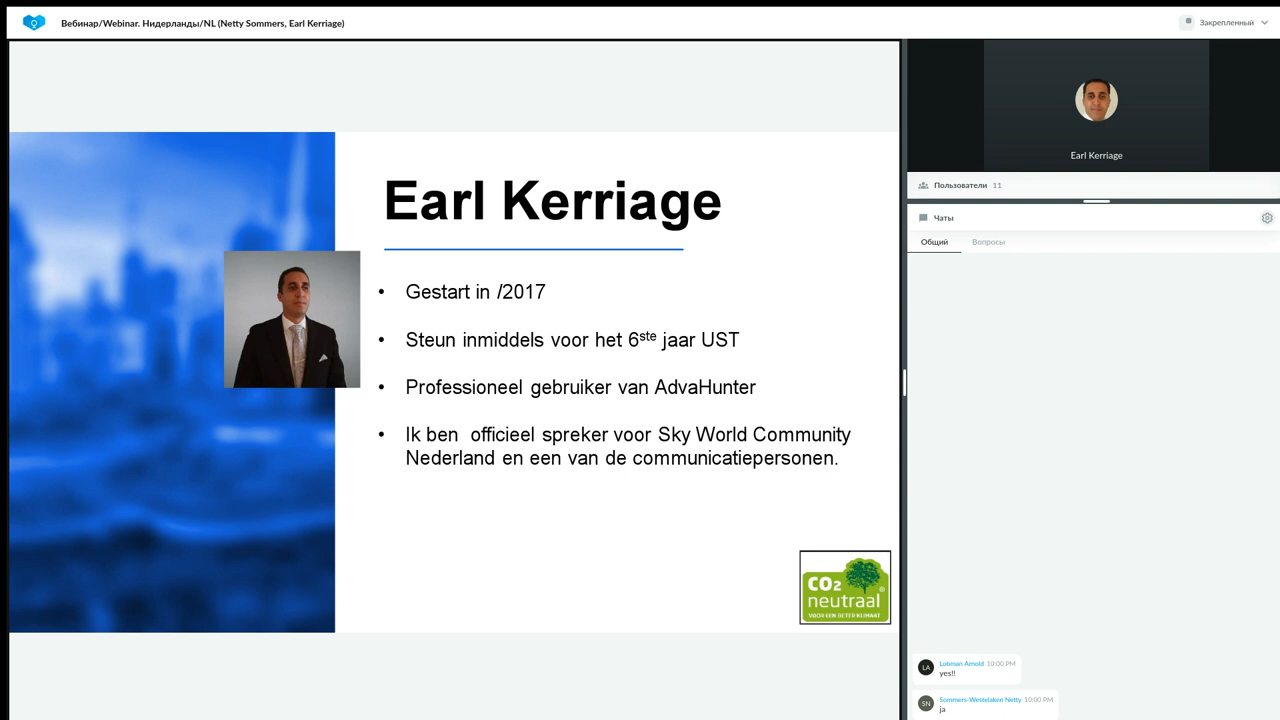 Вебинар/Webinar. Нидерланды/NL (Netty Sommers, Earl Kerriage)
Закрепленный
Earl Kerriage
• Gestart in /2017
• Steun inmiddels voor het 6ste jaar UST
• Professioneel gebruiker van AdvaHunter
• Ik ben officieel spreker voor Sky World Community
Nederland en een van de communicatiepersonen.
CO2
neutraal
VOOR EEN BETER KLIMAAT
Earl Kerriage
Пользователи 11
Чаты
Общий Вопросы
LA
Lobman Arnold 10:00 PM
yes!!
SN
Sommers-Westelaken Netty 10:00 PM
ja